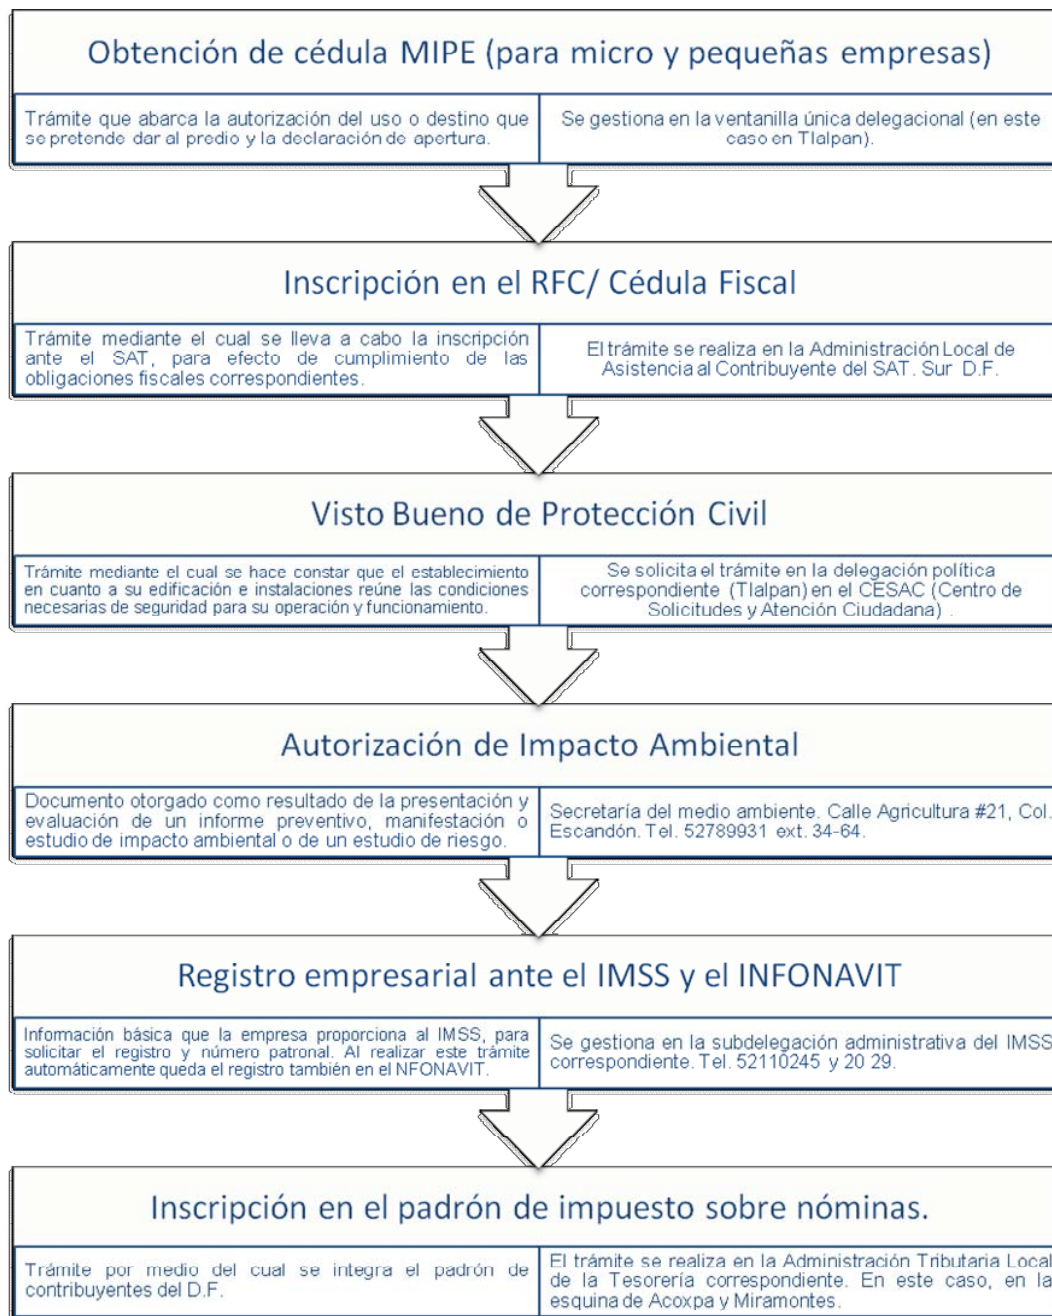 Obtención de cédula MIPE (para micro y pequeñas empresas)
Trámite que abarca la autorización del uso o destino que
se pretende dar al predio y la declaración de apertura.
Se gestiona en la ventanilla única delegacional (en este
caso en Tlalpan).
Inscripción en el RFC/ Cédula Fiscal
Trámite mediante el cual se lleva a cabo la inscripción
ante el SAT, para efecto de cumplimiento de las
obligaciones fiscales correspondientes.
El trámite se realiza en la Administración Local de
Asistencia al Contribuyente del SAT. Sur D.F.
Visto Bueno de Protección Civil
Trámite mediante el cual se hace constar que el establecimiento
en cuanto a su edificación e instalaciones reúne las condiciones
necesarias de seguridad para su operación y funcionamiento.
Se solicita el trámite en la delegación política
correspondiente (Tlalpan) en el CESAC (Centro de
Solicitudes y Atención Ciudadana) .
Autorización de Impacto Ambiental
Documento otorgado como resultado de la presentación y
evaluación de un informe preventivo, manifestación o
estudio de impacto ambiental o de un estudio de riesgo.
Secretaría del medio ambiente. Calle Agricultura #21, Col.
Escandón. Tel. 52789931 ext. 34-64.
Registro empresarial ante el IMSS y el INFONAVIT
Información básica que la empresa proporciona al IMSS, para
solicitar el registro y número patronal. Al realizar este trámite
automáticamente queda el registro también en el NFONAVIT.
Se gestiona en la subdelegación administrativa del IMSS
correspondiente. Tel. 52110245 y 20 29.
Inscripción en el padrón de impuesto sobre nóminas.
Trámite por medio del cual se integra el padrón de
contribuyentes del D.F.
El trámite se realiza en la Administración Tributaria Local
de la Tesorería correspondiente. En este caso, en la
esquina de Acoxpa y Miramontes.